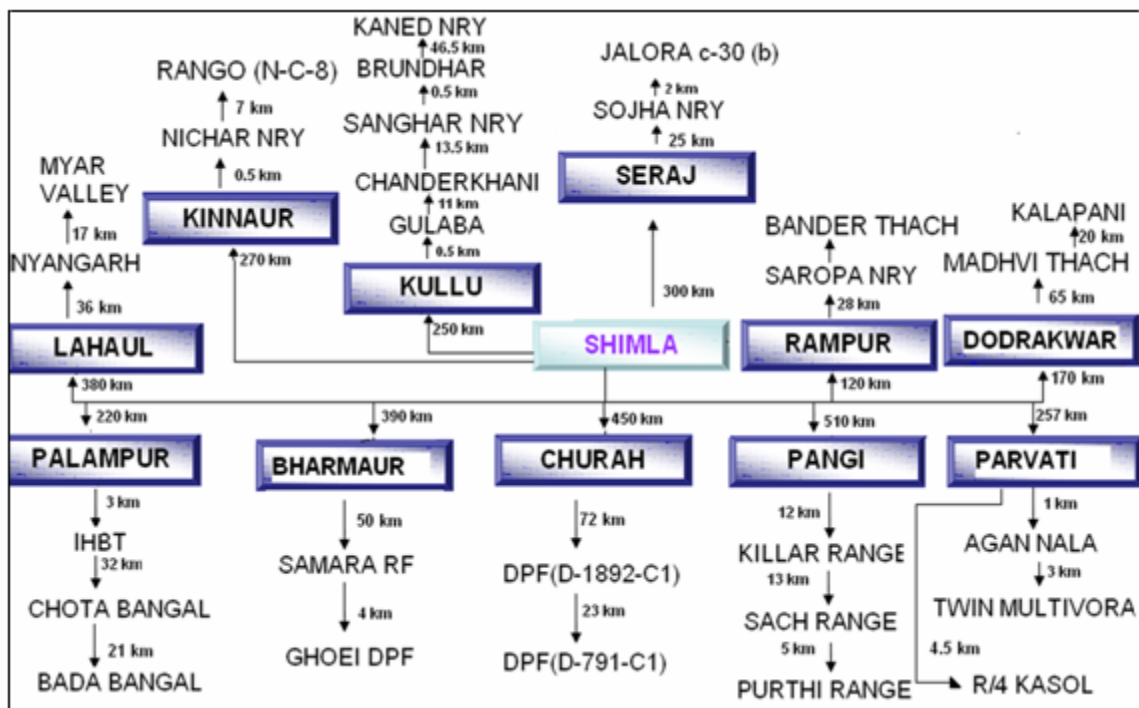 KANED NRY
46.5 km
BRUNDHAR
0.5 km
SANGHAR NRY
13.5 km
CHANDERKHANI
11 km
GULABA
0.5 km
KULLU
250 km
RANGO (N-C-8)
7 km
NICHAR NRY
0.5 km
KINNAUR
270 km
MYAR
VALLEY
17 km
NYANGARH
36 km
LAHAUL
380 km
JALORA c-30 (b)
2 km
SOJHA NRY
25 km
SERAJ
300 km
SHIMLA
BANDER THACH
SAROPA NRY
28 km
RAMPUR
120 km
KALAPANI
20 km
MADHVI THACH
65 km
DODRAKWAR
170 km
220 km
PALAMPUR
3 km
IHBT
32 km
CHOTA BANGAL
21 km
BADA BANGAL
390 km
BHARMAUR
50 km
SAMARA RF
4 km
GHOEI DPF
450 km
CHURAH
72 km
DPF(D-1892-C1)
23 km
DPF(D-791-C1)
510 km
PANGI
12 km
KILLAR RANGE
13 km
SACH RANGE
5 km
PURTHI RANGE
257 km
PARVATI
1 km
AGAN NALA
3 km
TWIN MULTIVORA
4.5 km
R/4 KASOL